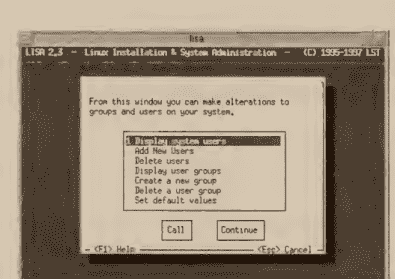 lisa
LISA 2.3 - Linux Installation & System Administration - (C) 1995-1997 LST
From this window you can make alterations to
groups and users on your system.
1 Display system users
Add New Users
Delete users
Display user groups
Create a new group
Delete a user group
Set default values
Call Continue
<F1> Help <Esc> Cancel